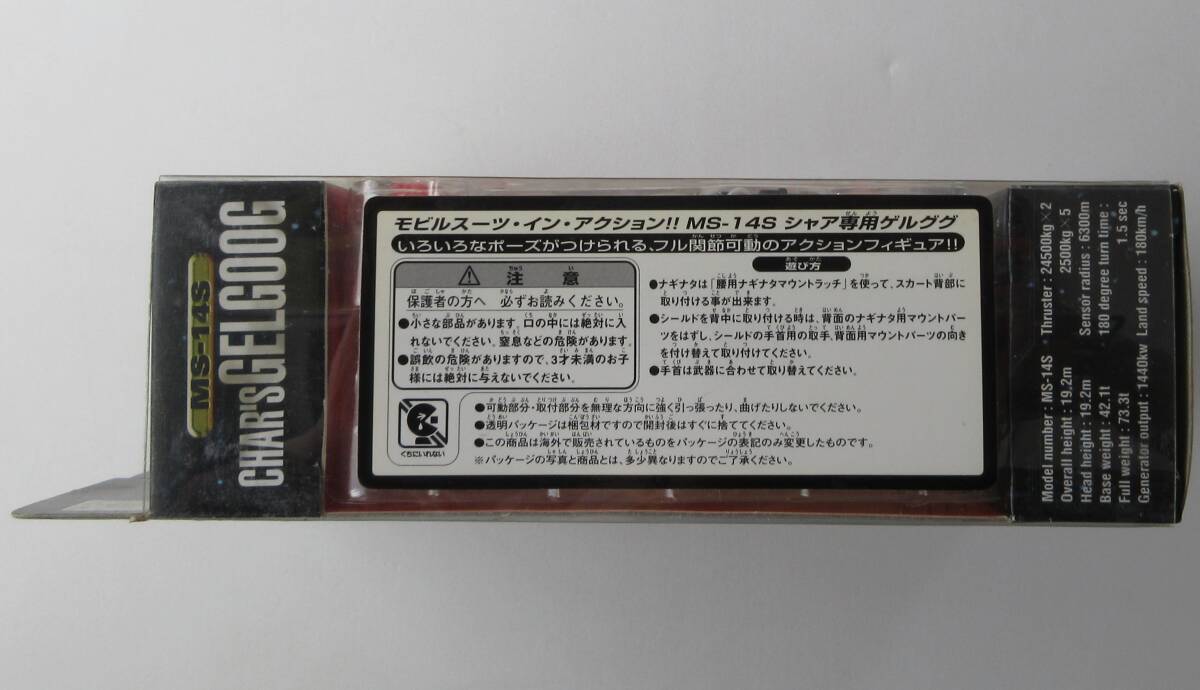 MS-14S
CHAR'S GELGOOG
モビルスーツ・イン・アクション!! MS-14S シャア専用ゲルググ
いろいろなポーズがつけられる、フル関節可動のアクションフィギュア!!
注 意
保護者の方へ 必ずお読みください。
●小さな部品があります。口の中には絶対に入
れないでください。窒息などの危険があります。
●誤飲の危険がありますので、3才未満のお子
様には絶対に与えないでください。
遊び方
●ナギナタは「腰用ナギナタマウントラッチ」を使って、スカート背部に
取り付ける事が出来ます。
●シールドを背中に取り付ける時は、背面のナギナタ用マウントパー
ツをはずし、シールドの手首用の取手、背面用マウントパーツの向き
を付け替えて取り付けてください。
●手首は武器に合わせて取り替えてください。
くちにいれない
●可動部分・取付部分を無理な方向に強く引っ張ったり、曲げたりしないでください。
●透明パッケージは梱包材ですので開封後はすぐに捨ててください。
●この商品は海外で販売されているものをパッケージの表記のみ変更したものです。
※パッケージの写真と商品とは、多少異なりますのでご了承ください。
Model number : MS-14S Thruster : 24500kg × 2
Overall height : 19.2m 2500kg × 5
Head height : 19.2m Sensor radius : 6300m
Base weight : 42.1t 180 degree turn time :
Full weight : 73.3t 1.5 sec
Generator output : 1440kw Land speed : 180km/h